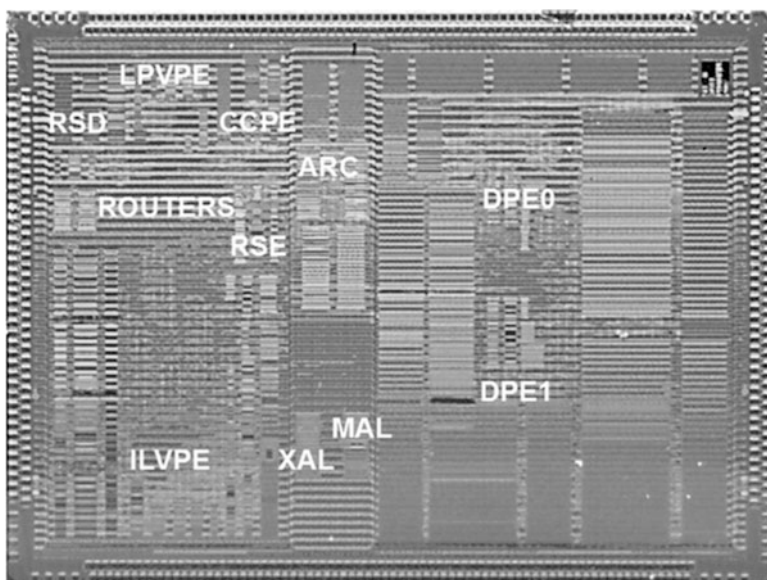 LPVPE
RSD CCPE
ARC
ROUTERS DPE0
RSE
DPE1
MAL
ILVPE XAL